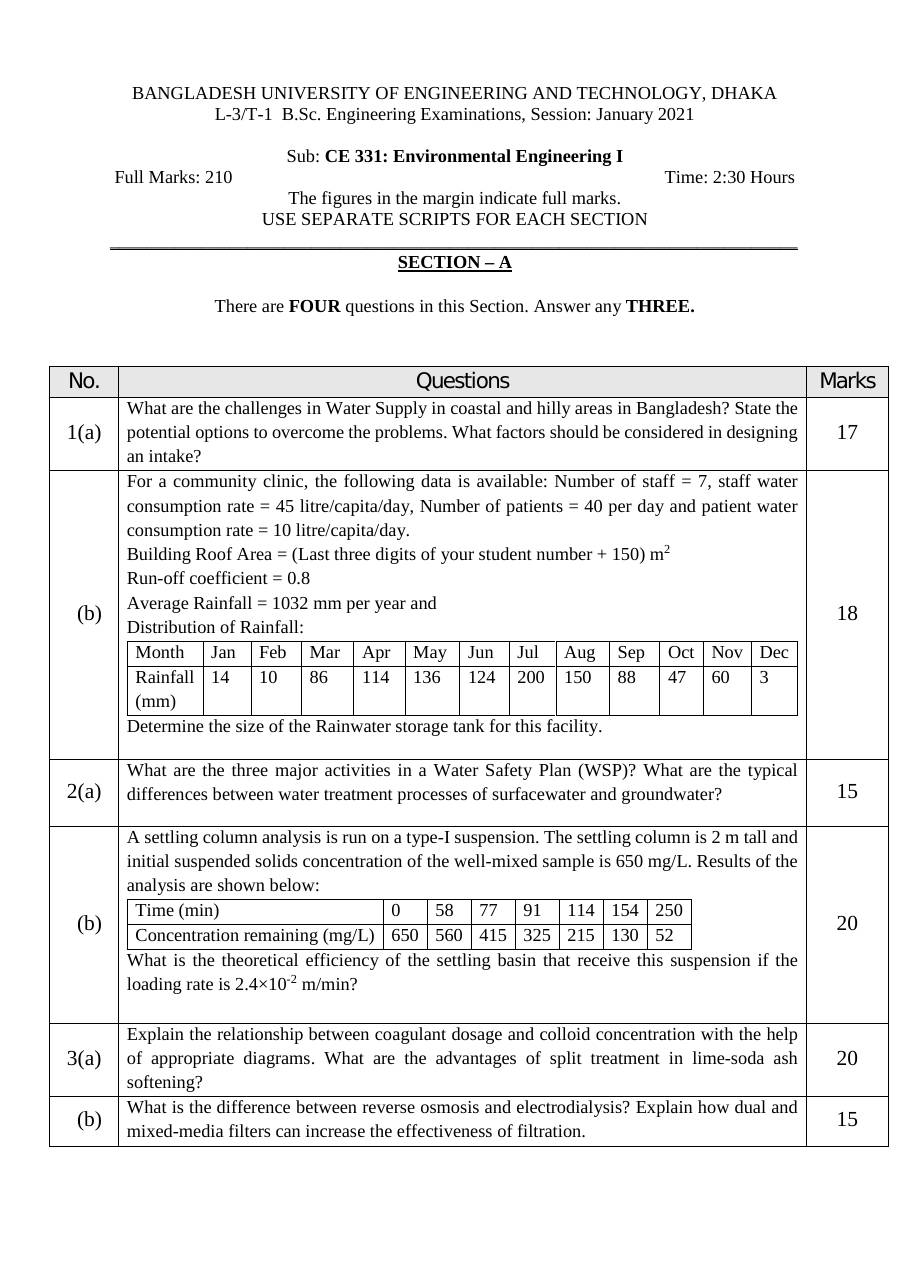 BANGLADESH UNIVERSITY OF ENGINEERING AND TECHNOLOGY, DHAKA
L-3/T-1 B.Sc. Engineering Examinations, Session: January 2021
Sub: CE 331: Environmental Engineering I
Full Marks: 210 Time: 2:30 Hours
The figures in the margin indicate full marks.
USE SEPARATE SCRIPTS FOR EACH SECTION
SECTION – A
There are FOUR questions in this Section. Answer any THREE.
No. Questions Marks
1(a) What are the challenges in Water Supply in coastal and hilly areas in Bangladesh? State the
potential options to overcome the problems. What factors should be considered in designing
an intake?
17
(b) For a community clinic, the following data is available: Number of staff = 7, staff water
consumption rate = 45 litre/capita/day, Number of patients = 40 per day and patient water
consumption rate = 10 litre/capita/day.
Building Roof Area = (Last three digits of your student number + 150) m2
Run-off coefficient = 0.8
Average Rainfall = 1032 mm per year and
Distribution of Rainfall:
Month Jan Feb Mar Apr May Jun Jul Aug Sep Oct Nov Dec
Rainfall 14 10 86 114 136 124 200 150 88 47 60 3
(mm)
Determine the size of the Rainwater storage tank for this facility.
18
2(a) What are the three major activities in a Water Safety Plan (WSP)? What are the typical
differences between water treatment processes of surfacewater and groundwater?
15
(b) A settling column analysis is run on a type-I suspension. The settling column is 2 m tall and
initial suspended solids concentration of the well-mixed sample is 650 mg/L. Results of the
analysis are shown below:
Time (min) 0 58 77 91 114 154 250
Concentration remaining (mg/L) 650 560 415 325 215 130 52
What is the theoretical efficiency of the settling basin that receive this suspension if the
loading rate is 2.4×10-2 m/min?
20
3(a) Explain the relationship between coagulant dosage and colloid concentration with the help
of appropriate diagrams. What are the advantages of split treatment in lime-soda ash
softening?
20
(b) What is the difference between reverse osmosis and electrodialysis? Explain how dual and
mixed-media filters can increase the effectiveness of filtration.
15